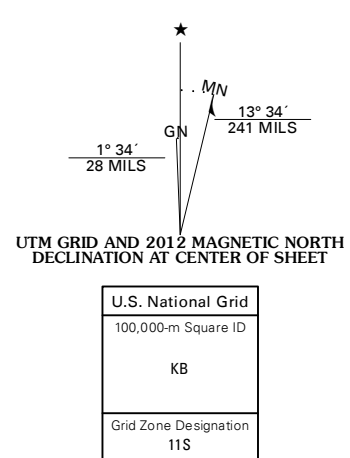 ★
MN
GN
13° 34´
241 MILS
1° 34´
28 MILS
UTM GRID AND 2012 MAGNETIC NORTH
DECLINATION AT CENTER OF SHEET
U.S. National Grid
100,000-m Square ID
KB
Grid Zone Designation
11S